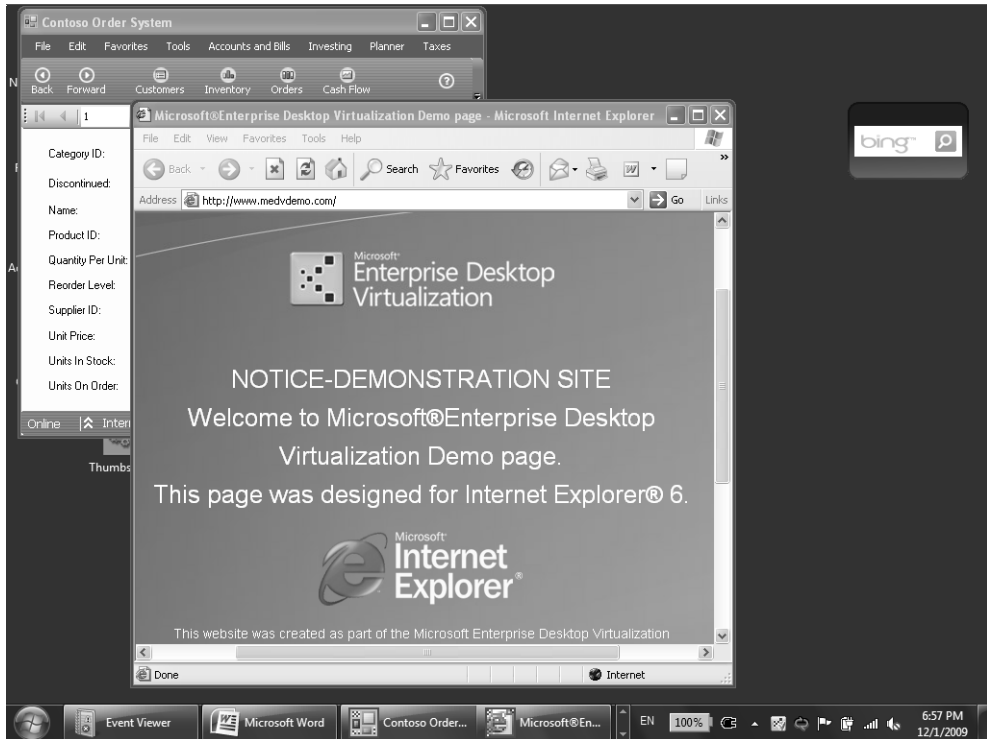 Contoso Order System
File Edit Favorites Tools Accounts and Bills Investing Planner Taxes
Back Forward Customers Inventory Orders Cash Flow
1
Category ID:
Discontinued:
Name:
Product ID:
Quantity Per Unit:
Reorder Level:
Supplier ID:
Unit Price:
Units In Stock:
Units On Order:
Online Inter
Thumbs
Microsoft®Enterprise Desktop Virtualization Demo page - Microsoft Internet Explorer
File Edit View Favorites Tools Help
Back Search Favorites
Address http://www.medvdemo.com/ Go Links
Microsoft
Enterprise Desktop
Virtualization
NOTICE-DEMONSTRATION SITE
Welcome to Microsoft®Enterprise Desktop
Virtualization Demo page.
This page was designed for Internet Explorer® 6.
Microsoft
Internet
Explorer®
This website was created as part of the Microsoft Enterprise Desktop Virtualization
Done Internet
bing™
Event Viewer Microsoft Word Contoso Order... Microsoft®En... EN 100% 6:57 PM
12/1/2009